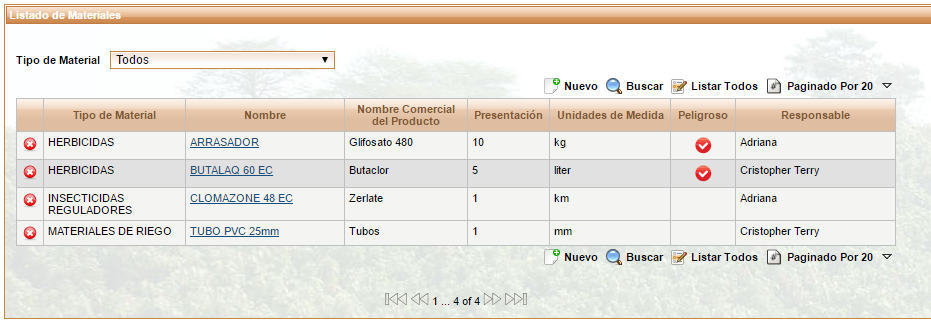 Listado de Materiales
Tipo de Material Todos
Nuevo Buscar Listar Todos # Paginado Por 20
Tipo de Material Nombre Nombre Comercial del Producto Presentación Unidades de Medida Peligroso Responsable
HERBICIDAS ARRASADOR Glifosato 480 10 kg Adriana
HERBICIDAS BUTALAQ 60 EC Butaclor 5 liter Cristopher Terry
INSECTICIDAS REGULADORES CLOMAZONE 48 EC Zerlate 1 km Adriana
MATERIALES DE RIEGO TUBO PVC 25mm Tubos 1 mm Cristopher Terry
Nuevo Buscar Listar Todos # Paginado Por 20
1 ... 4 of 4